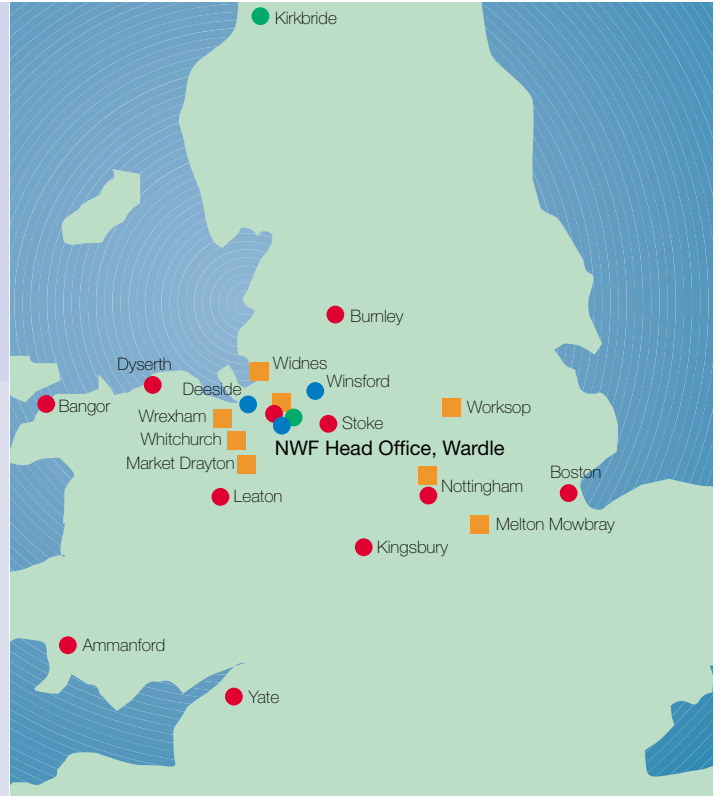 Kirkbride
Burnley
Dyserth
Widnes
Deeside
Winsford
Bangor
Wrexham
Stoke
Worksop
Whitchurch
NWF Head Office, Wardle
Market Drayton
Boston
Nottingham
Leaton
Melton Mowbray
Kingsbury
Ammanford
Yate